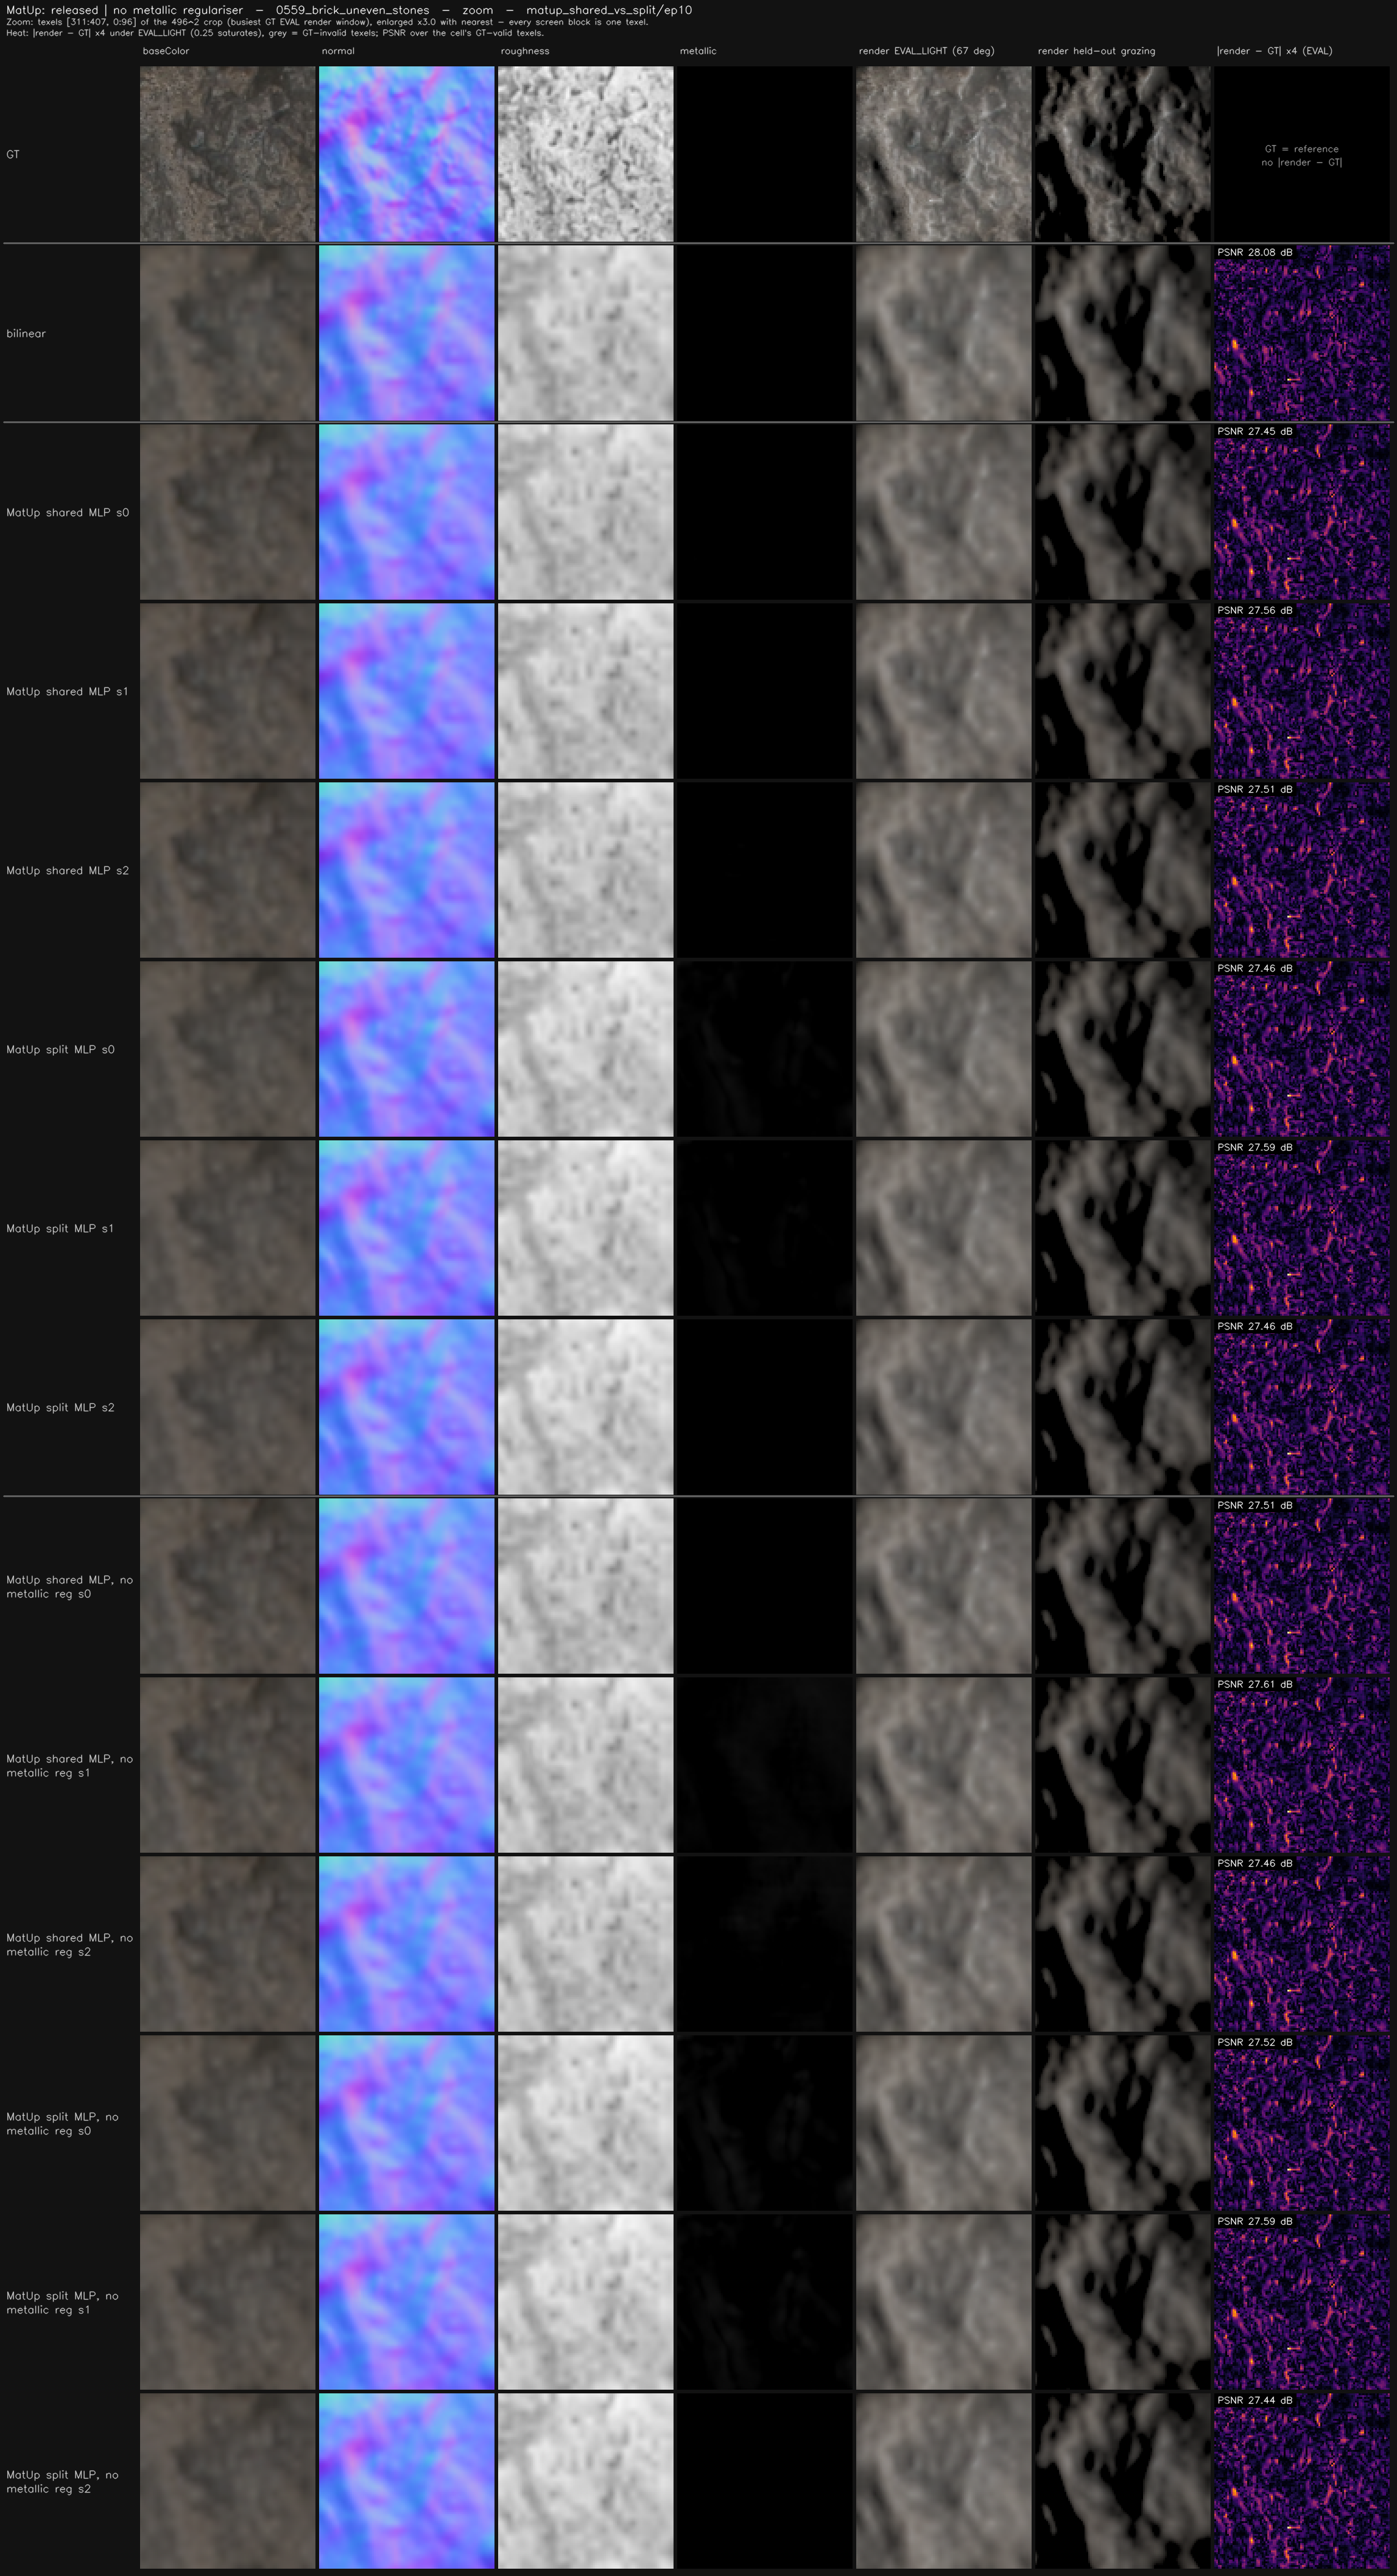 MatUp: released | no metallic regulariser — 0559_brick_uneven_stones — zoom — matup_shared_vs_split/ep10
Zoom: texels [311:407, 0:96] of the 496^2 crop (busiest GT EVAL render window), enlarged x3.0 with nearest — every screen block is one texel.
Heat: |render — GT| x4 under EVAL_LIGHT (0.25 saturates), grey = GT-invalid texels; PSNR over the cell's GT-valid texels.
baseColor normal roughness metallic render EVAL_LIGHT (67 deg) render held-out grazing |render — GT| x4 (EVAL)
GT
GT = reference
no |render — GT|
bilinear
PSNR 28.08 dB
MatUp shared MLP s0
PSNR 27.45 dB
MatUp shared MLP s1
PSNR 27.56 dB
MatUp shared MLP s2
PSNR 27.51 dB
MatUp split MLP s0
PSNR 27.46 dB
MatUp split MLP s1
PSNR 27.59 dB
MatUp split MLP s2
PSNR 27.46 dB
MatUp shared MLP, no
metallic reg s0
PSNR 27.51 dB
MatUp shared MLP, no
metallic reg s1
PSNR 27.61 dB
MatUp shared MLP, no
metallic reg s2
PSNR 27.46 dB
MatUp split MLP, no
metallic reg s0
PSNR 27.52 dB
MatUp split MLP, no
metallic reg s1
PSNR 27.59 dB
MatUp split MLP, no
metallic reg s2
PSNR 27.44 dB